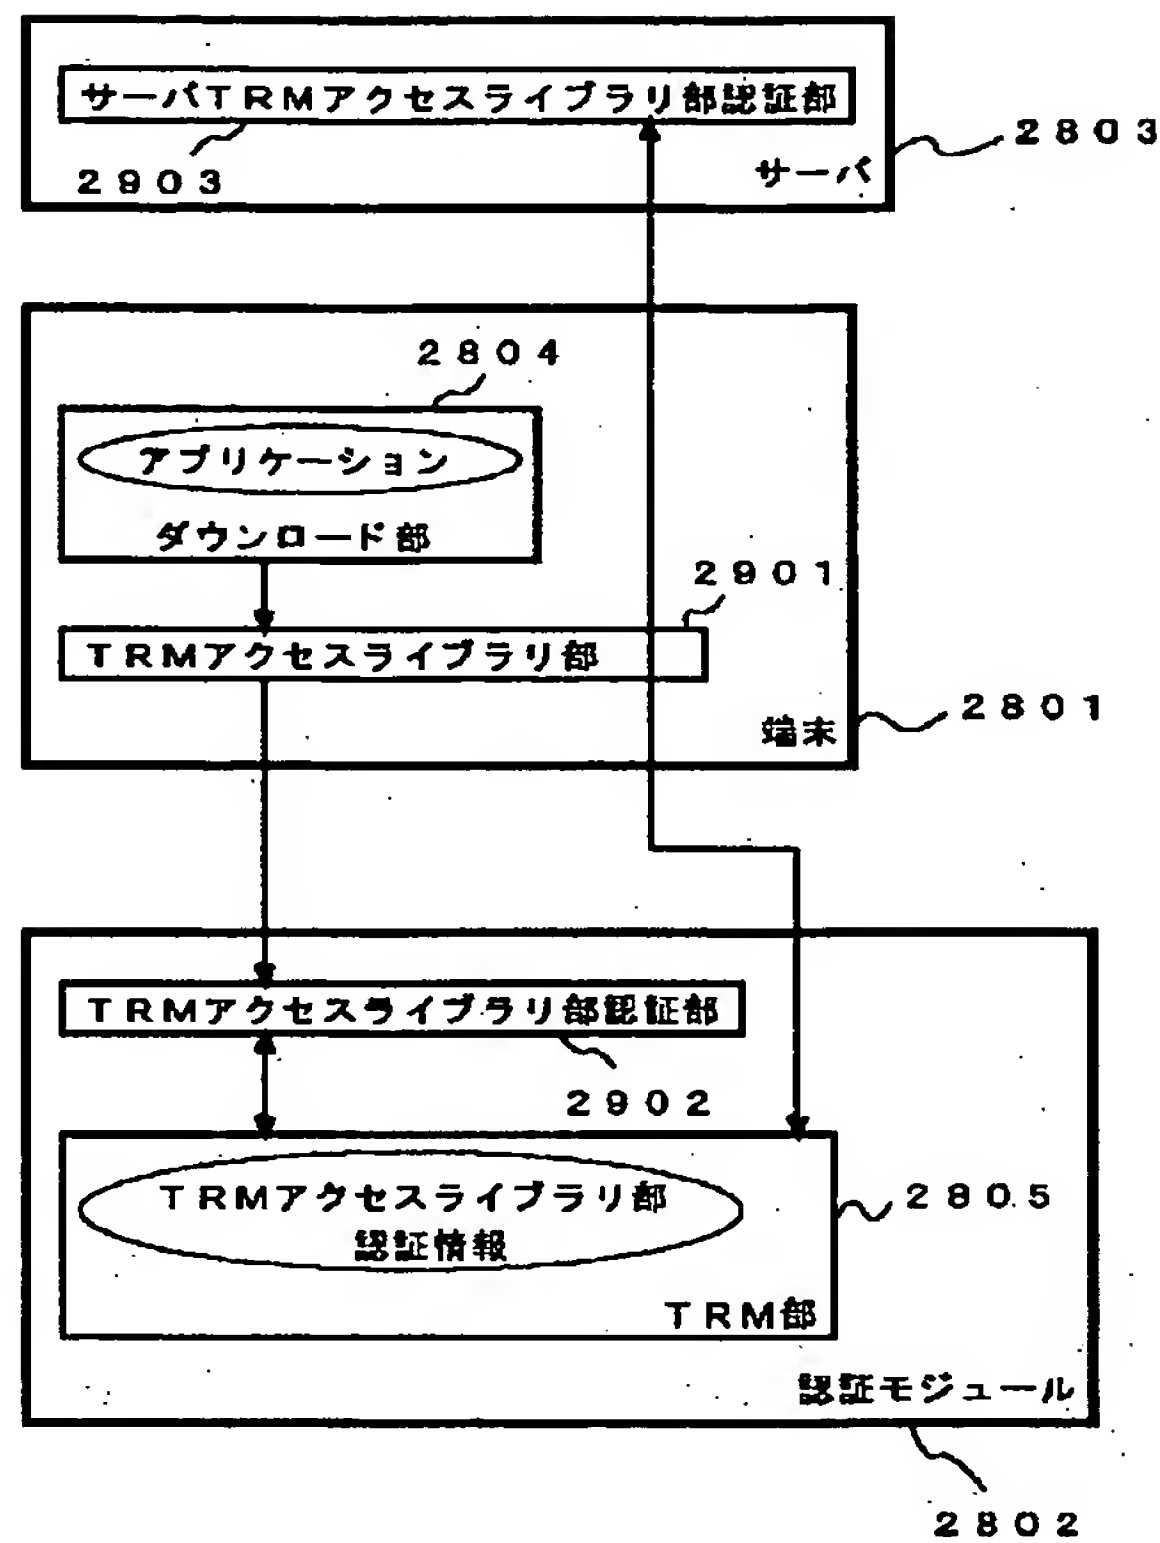 サーバTRMアクセスライブラリ部認証部
2803
2903
サーバ
2804
アプリケーション
ダウンロード部
2901
TRMアクセスライブラリ部
2801
端末
TRMアクセスライブラリ部認証部
2902
TRMアクセスライブラリ部
認証情報
2805
TRM部
認証モジュール
2802